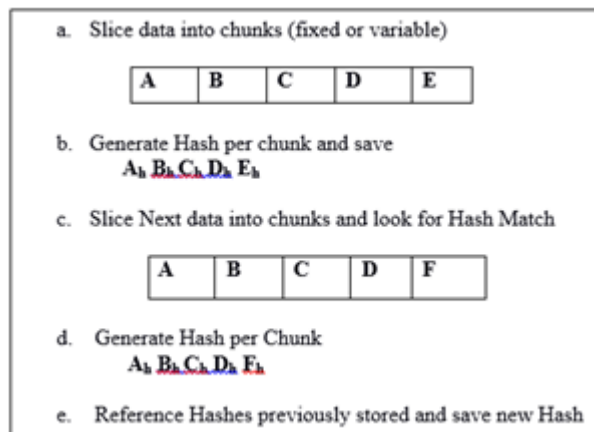 a. Slice data into chunks (fixed or variable)
A B C D E
b. Generate Hash per chunk and save
Ah Bh Ch Dh Eh
c. Slice Next data into chunks and look for Hash Match
A B C D F
d. Generate Hash per Chunk
Ah Bh Ch Dh Fh
e. Reference Hashes previously stored and save new Hash